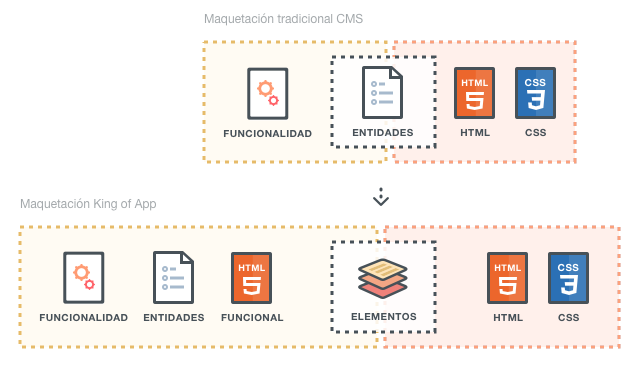 Maquetación tradicional CMS
HTML
5
CSS
3
FUNCIONALIDAD
ENTIDADES
HTML
CSS
Maquetación King of App
HTML
5
HTML
5
CSS
3
FUNCIONALIDAD
ENTIDADES
FUNCIONAL
ELEMENTOS
HTML
CSS